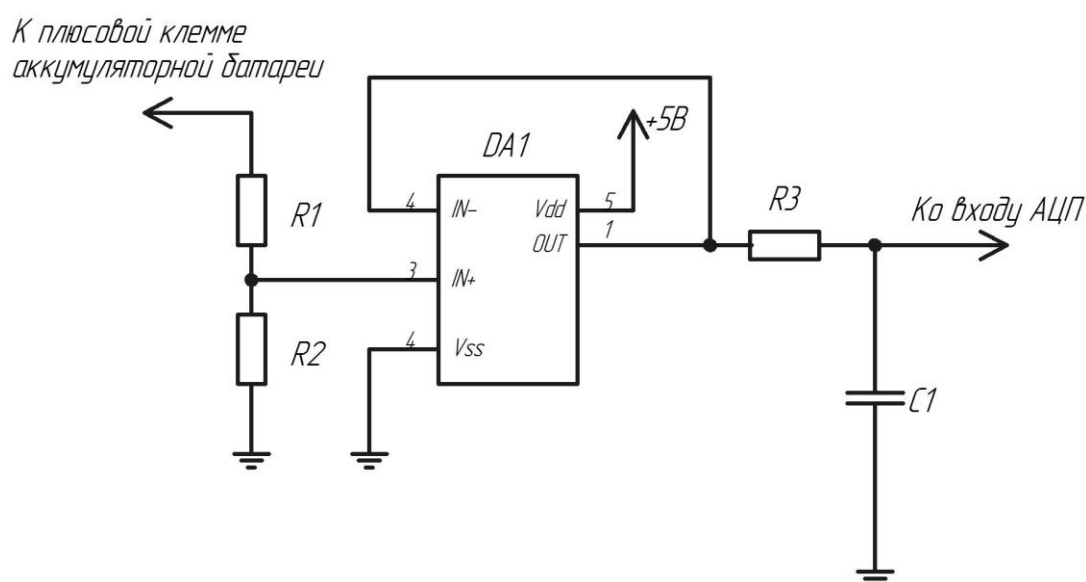 К плюсовой клемме
аккумуляторной батареи
DA1
+5В
4
IN-
Vdd
5
R1
OUT
1
R3
Ко входу АЦП
3
IN+
R2
4
Vss
C1